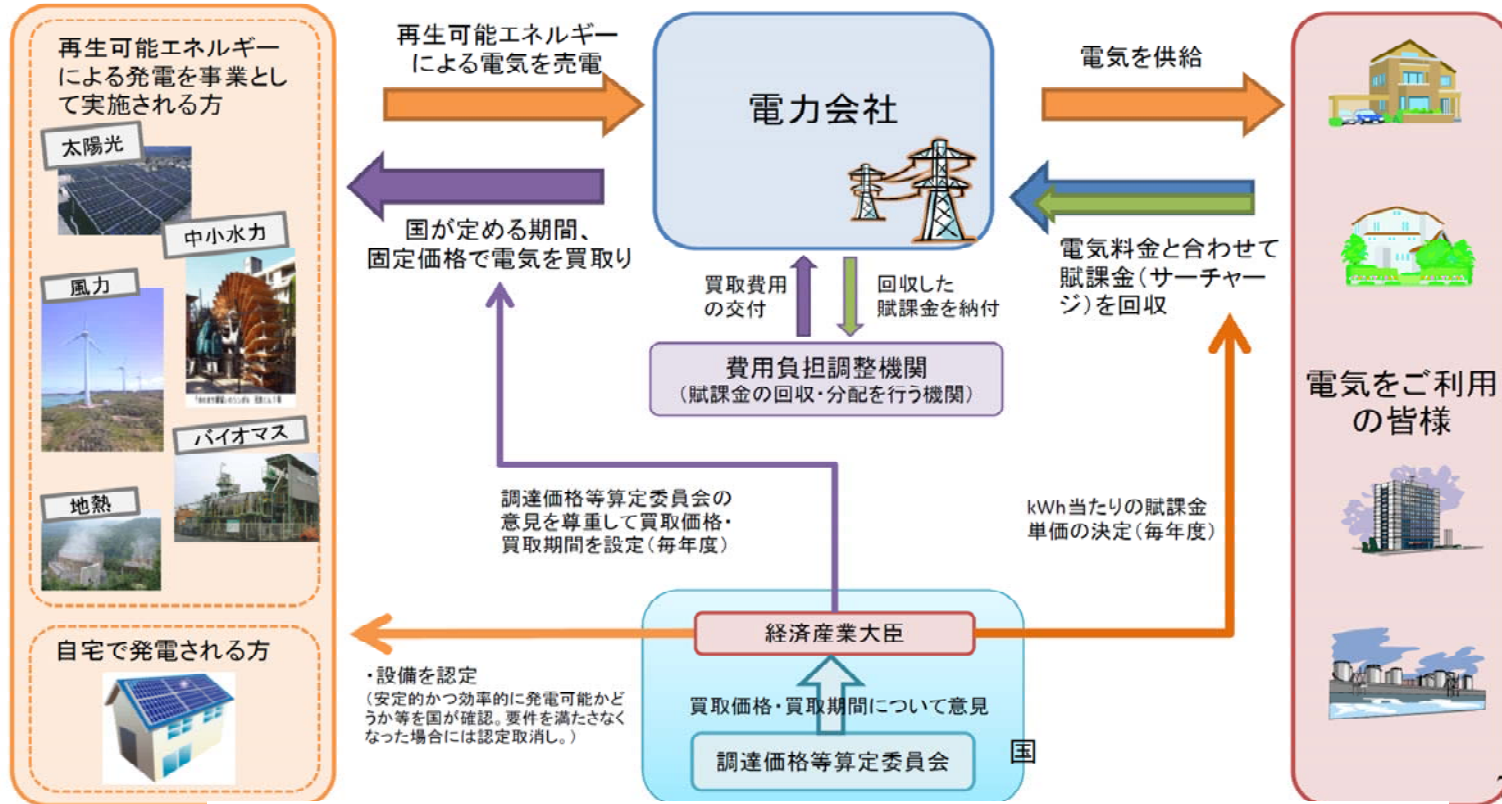 再生可能エネルギー
による発電を事業とし
て実施される方
太陽光
中小水力
風力
バイオマス
地熱
自宅で発電される方
再生可能エネルギー
による電気を売電
国が定める期間、
固定価格で電気を買取り
電力会社
買取費用
の交付
回収した
賦課金を納付
費用負担調整機関
(賦課金の回収・分配を行う機関)
電気を供給
電気料金と合わせて
賦課金(サーチャー
ジ)を回収
電気をご利用
の皆様
調達価格等算定委員会の
意見を尊重して買取価格・
買取期間を設定(毎年度)
kWh当たりの賦課金
単価の決定(毎年度)
・設備を認定
(安定的かつ効率的に発電可能かど
うか等を国が確認。要件を満たさなく
なった場合には認定取消し。)
経済産業大臣
買取価格・買取期間について意見
調達価格等算定委員会
国